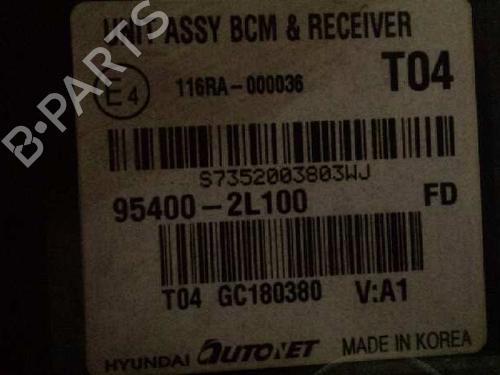 UNIT ASSY BCM & RECEIVER
E4
116RA-000036
T04
S7352003803WJ
95400-2L100
FD
T04 GC180380 V:A1
HYUNDAI AUTONET MADE IN KOREA
B-PARTS